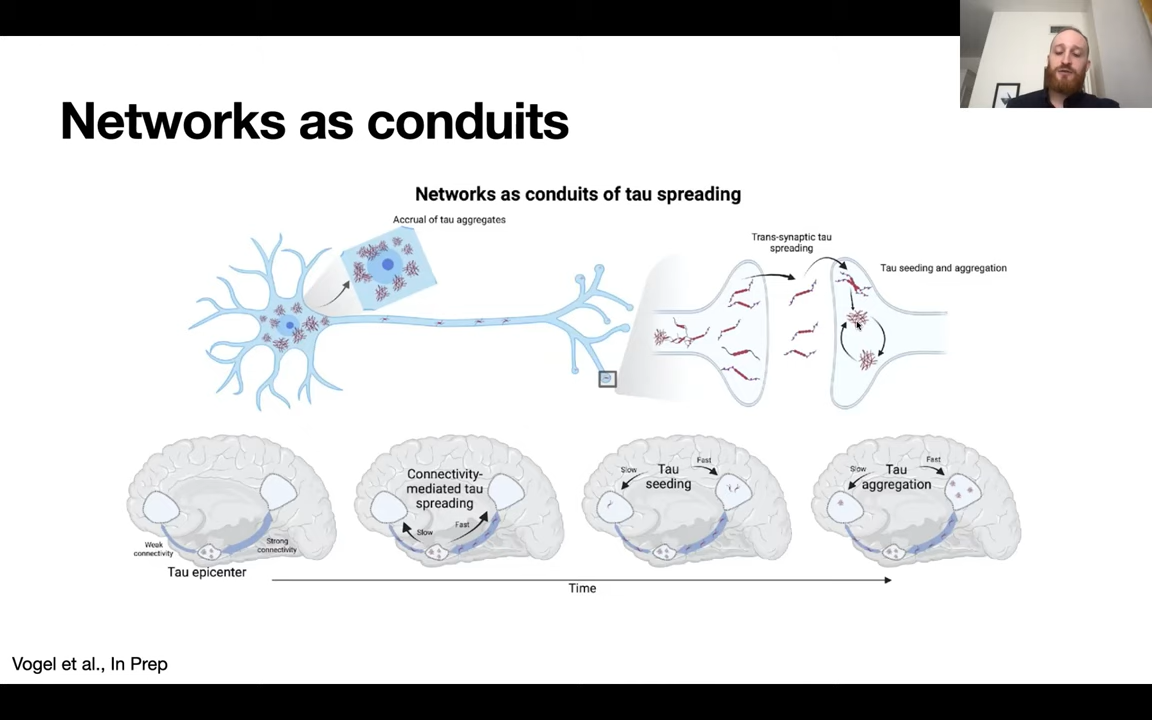 Networks as conduits
Networks as conduits of tau spreading
Accrual of tau aggregates
Trans-synaptic tau
spreading
Tau seeding and aggregation
Weak
connectivity
Strong
connectivity
Tau epicenter
Connectivity-
mediated tau
spreading
Slow
Fast
Slow
Tau
seeding
Fast
Slow
Tau
aggregation
Fast
Time
Vogel et al., In Prep